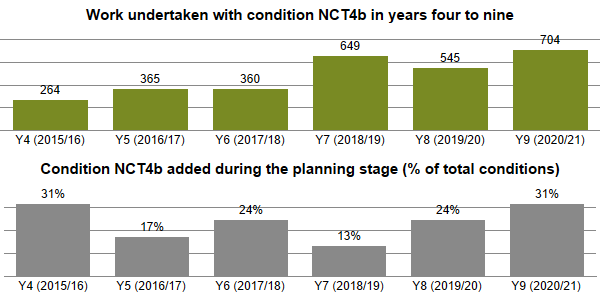 Work undertaken with condition NCT4b in years four to nine
264 365 360 649 545 704
Y4 (2015/16) Y5 (2016/17) Y6 (2017/18) Y7 (2018/19) Y8 (2019/20) Y9 (2020/21)
Condition NCT4b added during the planning stage (% of total conditions)
31% 17% 24% 13% 24% 31%
Y4 (2015/16) Y5 (2016/17) Y6 (2017/18) Y7 (2018/19) Y8 (2019/20) Y9 (2020/21)